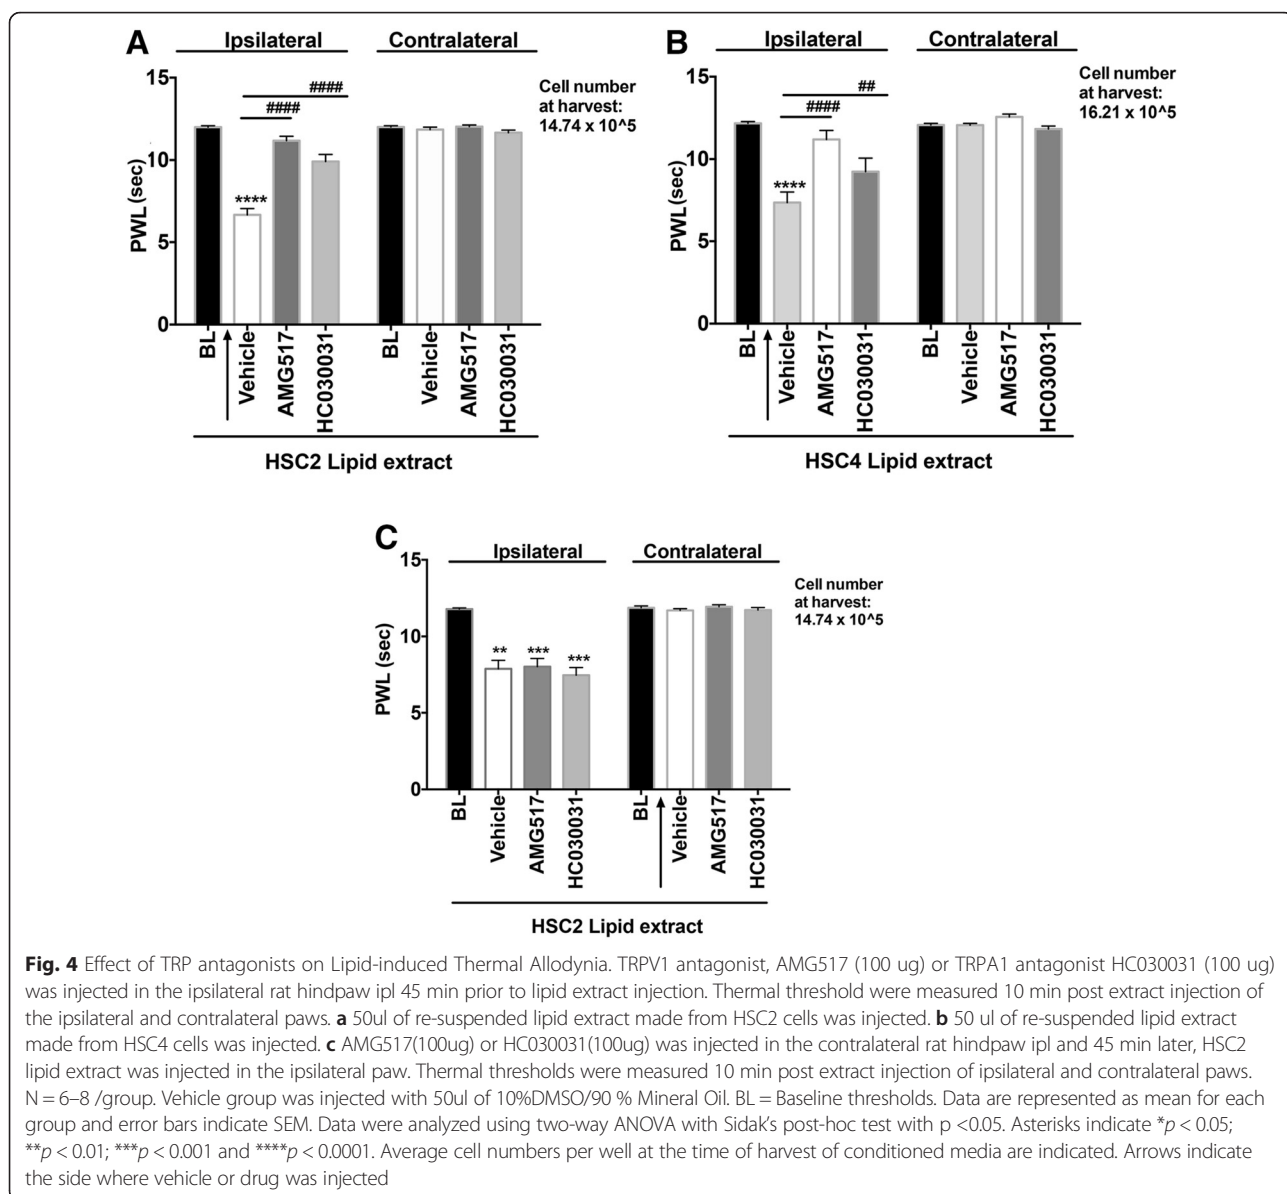 A
Ipsilateral
Contralateral
15
10
5
0
PWL (sec)
####
####
****
Cell number
at harvest:
14.74 x 10^5
BL
Vehicle
AMG517
HC030031
BL
Vehicle
AMG517
HC030031
HSC2 Lipid extract
B
Ipsilateral
Contralateral
15
10
5
0
PWL (sec)
##
####
****
Cell number
at harvest:
16.21 x 10^5
BL
Vehicle
AMG517
HC030031
BL
Vehicle
AMG517
HC030031
HSC4 Lipid extract
C
Ipsilateral
Contralateral
15
10
5
0
PWL (sec)
**
***
***
Cell number
at harvest:
14.74 x 10^5
BL
Vehicle
AMG517
HC030031
BL
Vehicle
AMG517
HC030031
HSC2 Lipid extract
Fig. 4 Effect of TRP antagonists on Lipid-induced Thermal Allodynia. TRPV1 antagonist, AMG517 (100 ug) or TRPA1 antagonist HC030031 (100 ug)
was injected in the ipsilateral rat hindpaw ipl 45 min prior to lipid extract injection. Thermal threshold were measured 10 min post extract injection of
the ipsilateral and contralateral paws. a 50ul of re-suspended lipid extract made from HSC2 cells was injected. b 50 ul of re-suspended lipid extract
made from HSC4 cells was injected. c AMG517(100ug) or HC030031(100ug) was injected in the contralateral rat hindpaw ipl and 45 min later, HSC2
lipid extract was injected in the ipsilateral paw. Thermal thresholds were measured 10 min post extract injection of ipsilateral and contralateral paws.
N = 6–8 /group. Vehicle group was injected with 50ul of 10%DMSO/90 % Mineral Oil. BL = Baseline thresholds. Data are represented as mean for each
group and error bars indicate SEM. Data were analyzed using two-way ANOVA with Sidak's post-hoc test with p <0.05. Asterisks indicate *p < 0.05;
**p < 0.01; ***p < 0.001 and ****p < 0.0001. Average cell numbers per well at the time of harvest of conditioned media are indicated. Arrows indicate
the side where vehicle or drug was injected